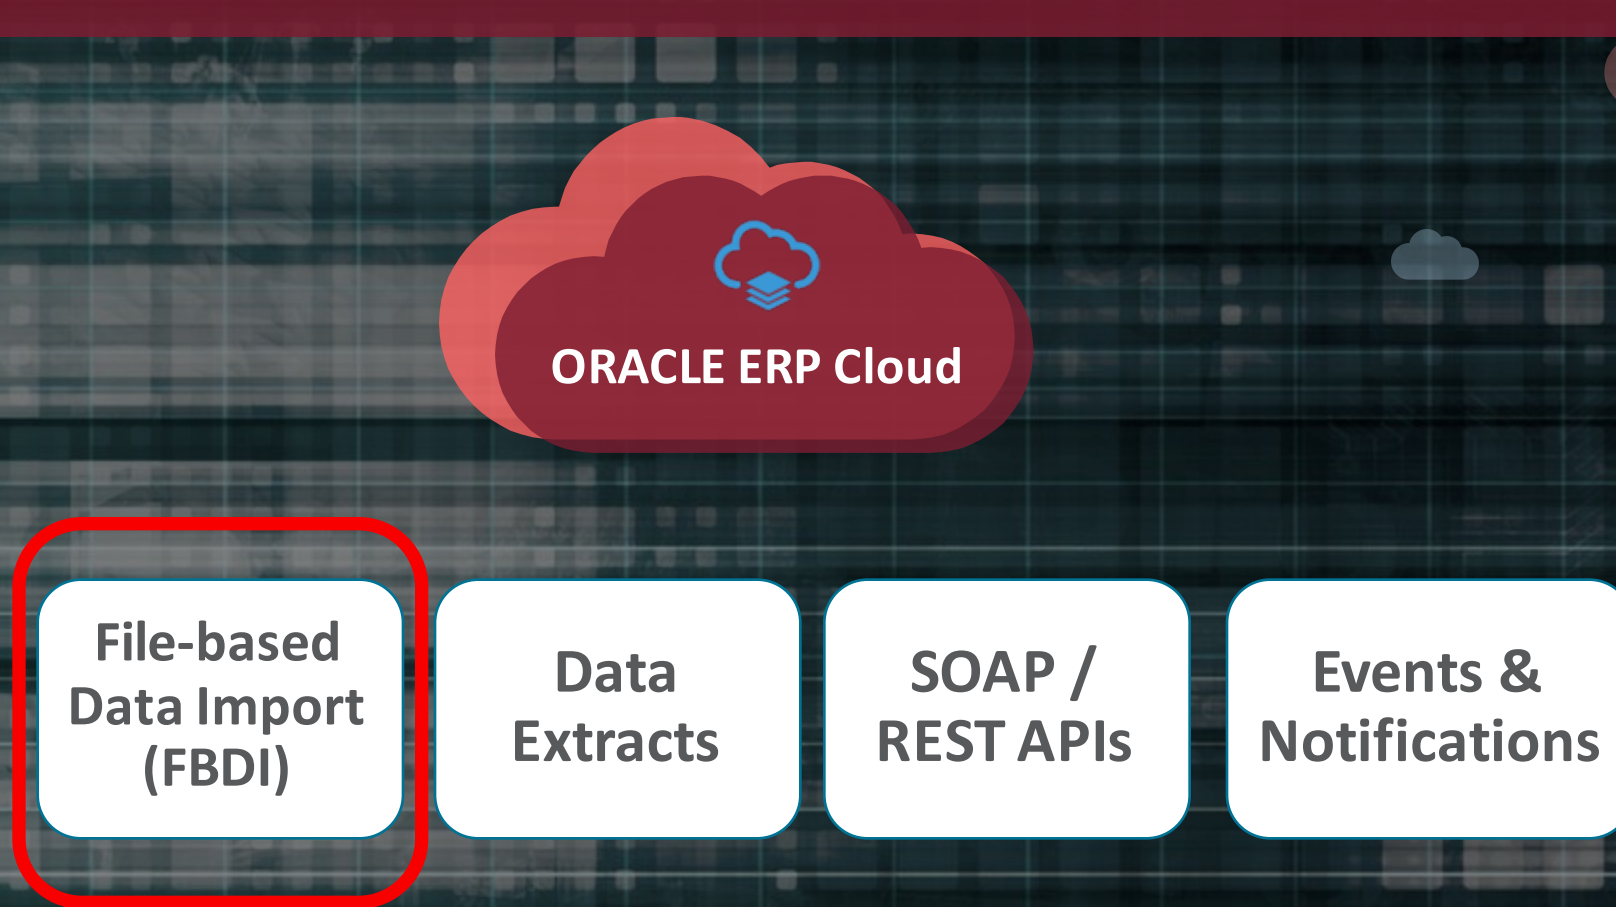 ORACLE ERP Cloud
File-based
Data Import
(FBDI)
Data
Extracts
SOAP /
REST APIs
Events &
Notifications